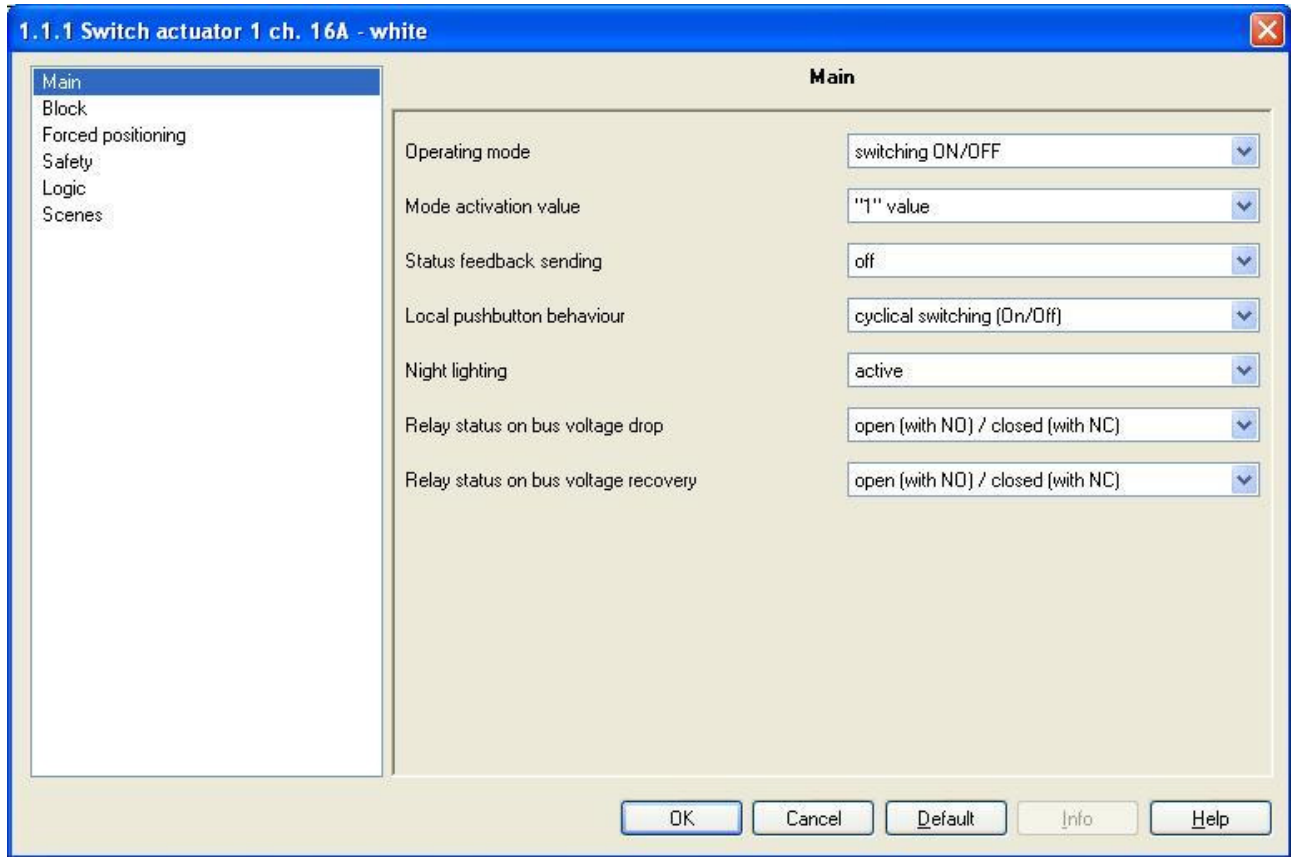 1.1.1 Switch actuator 1 ch. 16A - white
Main
Block
Forced positioning
Safety
Logic
Scenes
Main
Operating mode switching ON/OFF
Mode activation value "1" value
Status feedback sending off
Local pushbutton behaviour cyclical switching (On/Off)
Night lighting active
Relay status on bus voltage drop open (with NO) / closed (with NC)
Relay status on bus voltage recovery open (with NO) / closed (with NC)
OK Cancel Default Info Help